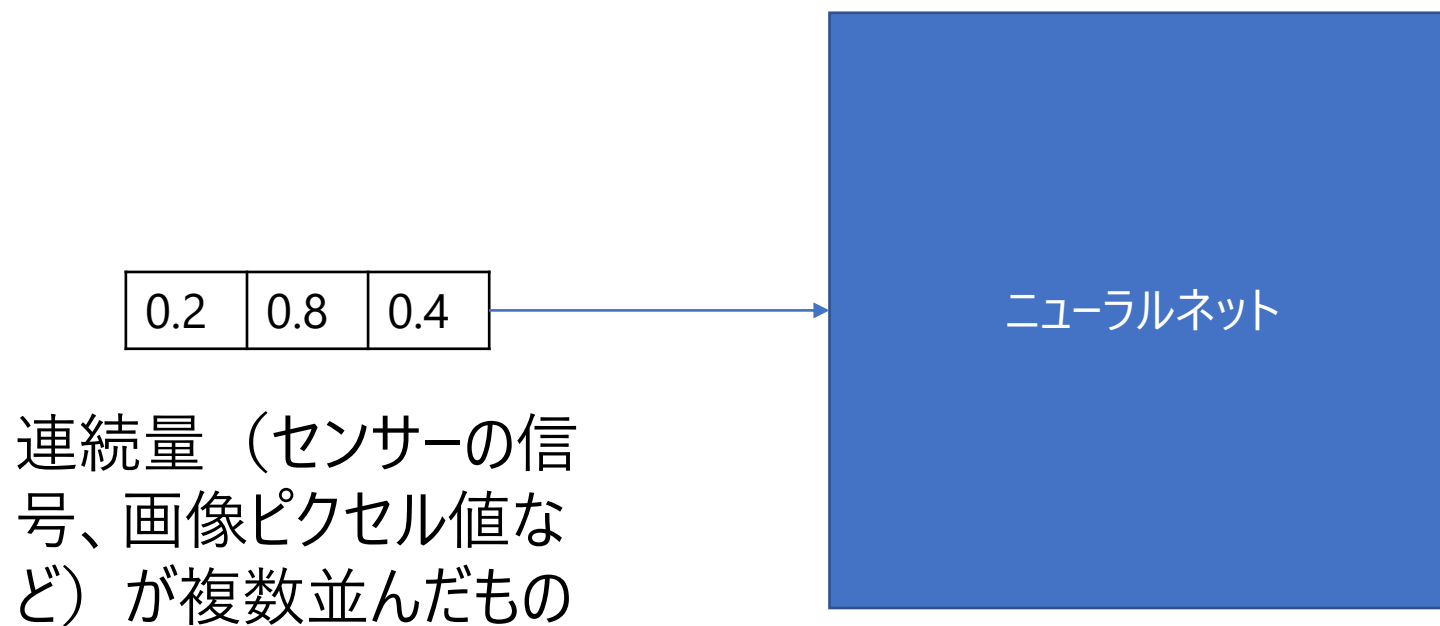 0.2 0.8 0.4
ニューラルネット
連続量（センサーの信
号、画像ピクセル値な
ど）が複数並んだもの